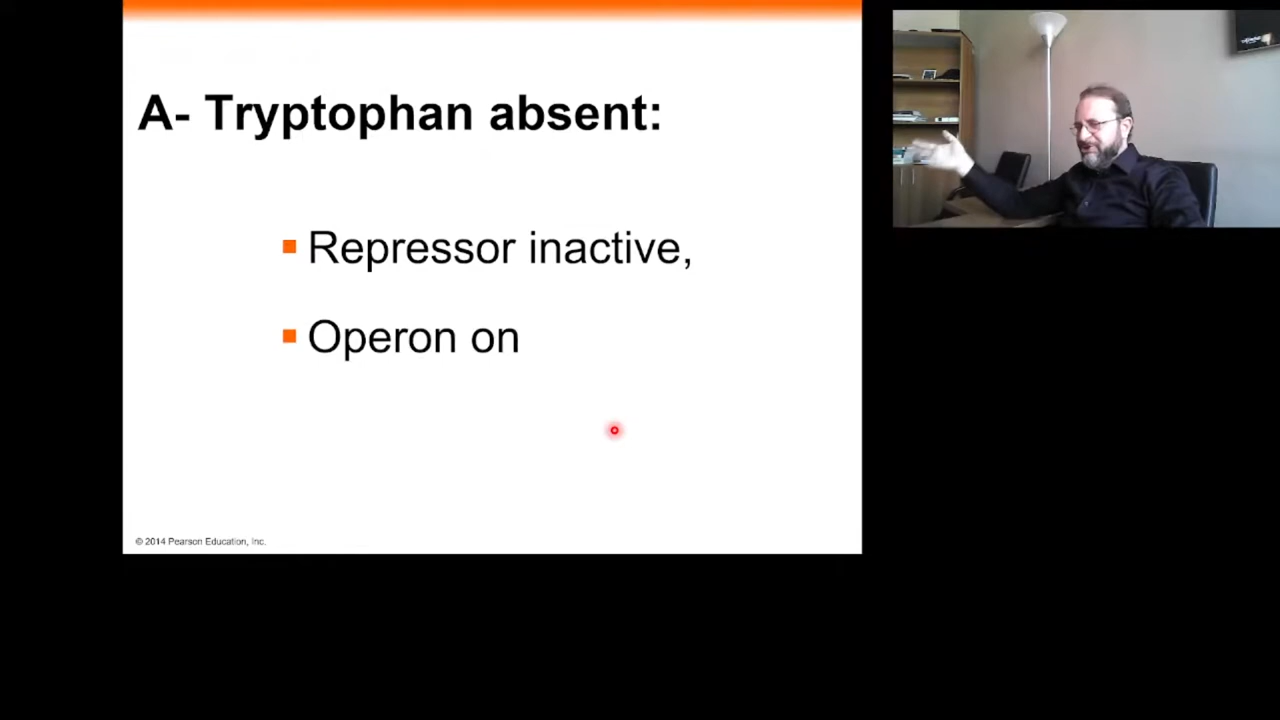 A- Tryptophan absent:
Repressor inactive,
Operon on
© 2014 Pearson Education, Inc.